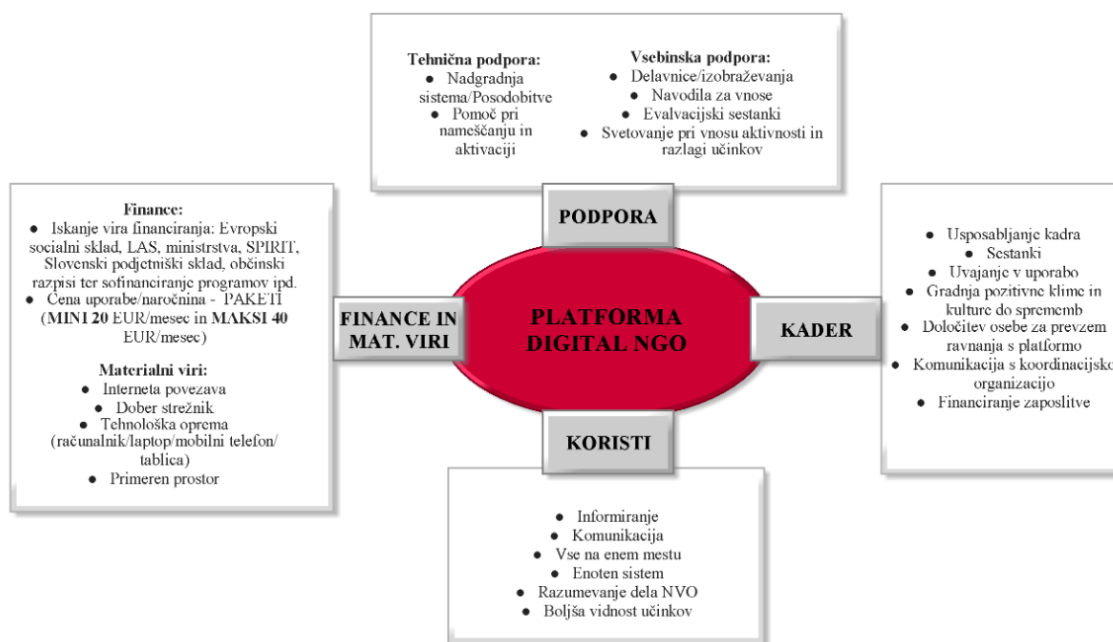 Tehnična podpora:
● Nadgradnja
sistema/Posodobitve
● Pomoč pri
nameščanju in
aktivaciji
Vsebinska podpora:
● Delavnice/izobraževanja
● Navodila za vnose
● Evalvacijski sestanki
● Svetovanje pri vnosu aktivnosti in
razlagi učinkov
PODPORA
Finance:
● Iskanje vira financiranja: Evropski
socialni sklad, LAS, ministrstva, SPIRIT,
Slovenski podjetniški sklad, občinski
razpisi ter sofinanciranje programov ipd.
● Cena uporabe/naročnina - PAKETI
(MINI 20 EUR/mesec in MAKSI 40
EUR/mesec)
Materialni viri:
● Interneta povezava
● Dober strežnik
● Tehnološka oprema
(računalnik/laptop/mobilni telefon/
tablica)
● Primeren prostor
FINANCE IN
MAT. VIRI
PLATFORMA
DIGITAL NGO
KADER
● Usposabljanje kadra
● Sestanki
● Uvajanje v uporabo
● Gradnja pozitivne klime in
kulture do sprememb
● Določitev osebe za prevzem
ravnanja s platformo
● Komunikacija s koordinacijsko
organizacijo
● Financiranje zaposlitve
KORISTI
● Informiranje
● Komunikacija
● Vse na enem mestu
● Enoten sistem
● Razumevanje dela NVO
● Boljša vidnost učinkov